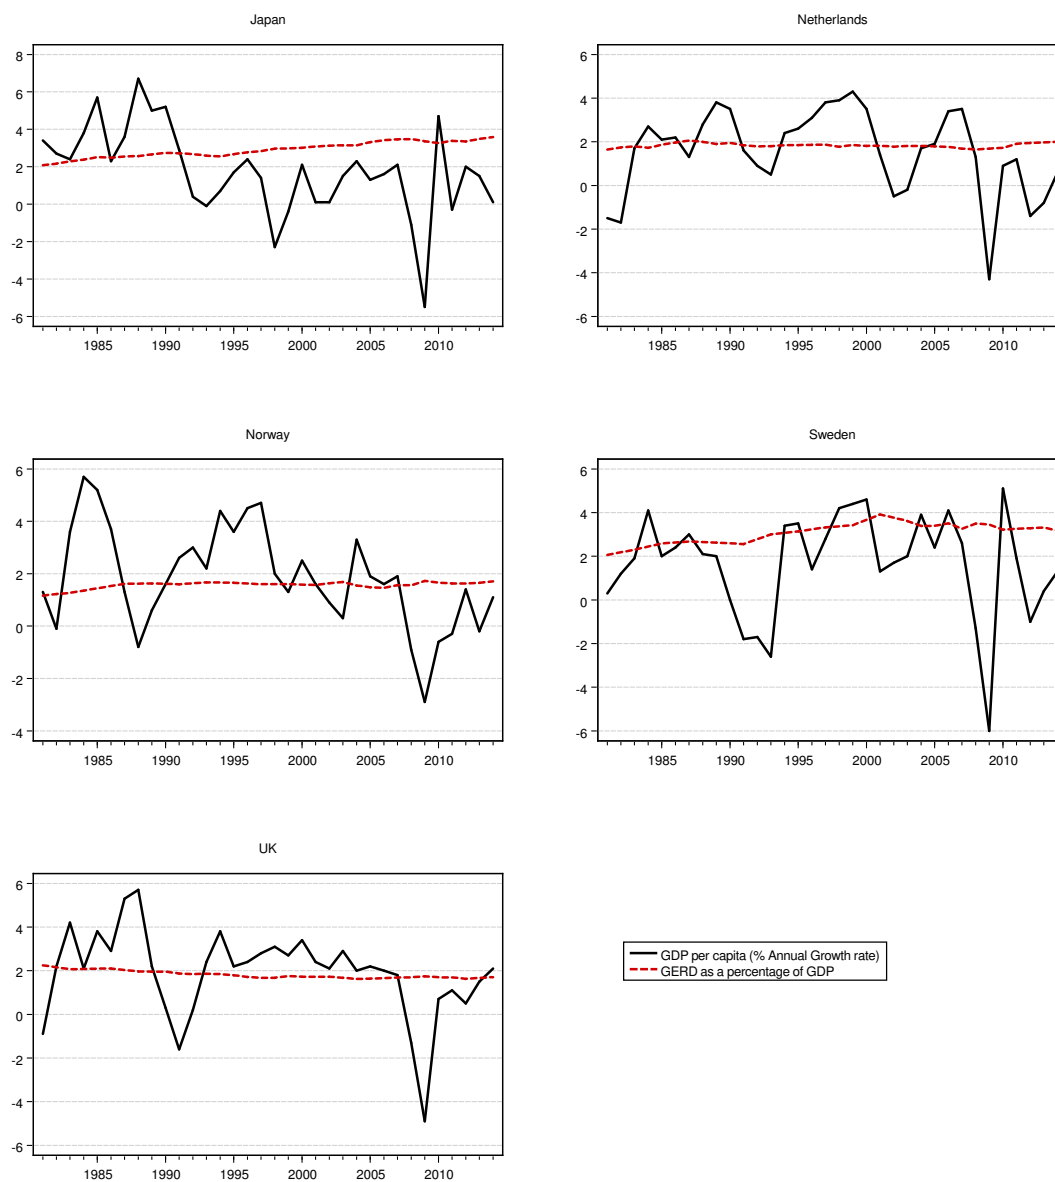 Japan
8
6
4
2
0
-2
-4
-6
1985 1990 1995 2000 2005 2010
Netherlands
6
4
2
0
-2
-4
-6
1985 1990 1995 2000 2005 2010
Norway
6
4
2
0
-2
-4
1985 1990 1995 2000 2005 2010
Sweden
6
4
2
0
-2
-4
-6
1985 1990 1995 2000 2005 2010
UK
6
4
2
0
-2
-4
-6
1985 1990 1995 2000 2005 2010
GDP per capita (% Annual Growth rate)
GERD as a percentage of GDP